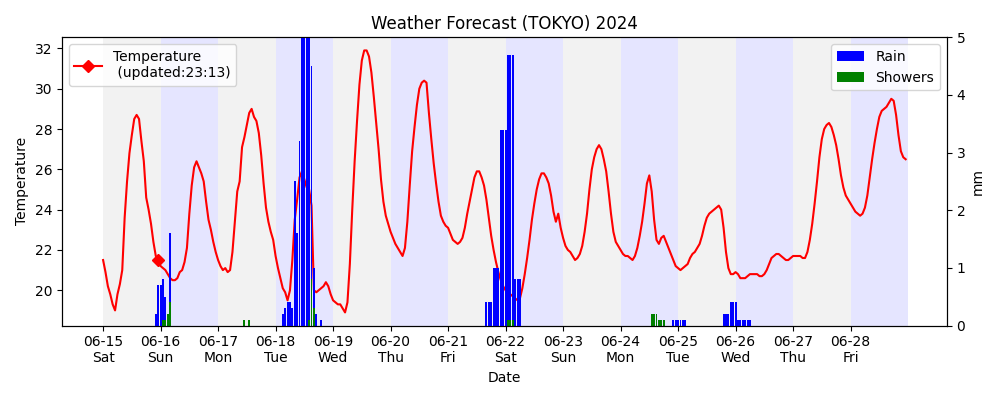 Weather Forecast (TOKYO) 2024
Temperature
(updated:23:13)
Rain
Showers
Temperature
32
30
28
26
24
22
20
5
4
3
2
1
0
mm
06-15 06-16 06-17 06-18 06-19 06-20 06-21 06-22 06-23 06-24 06-25 06-26 06-27 06-28
Sat Sun Mon Tue Wed Thu Fri Sat Sun Mon Tue Wed Thu Fri
Date